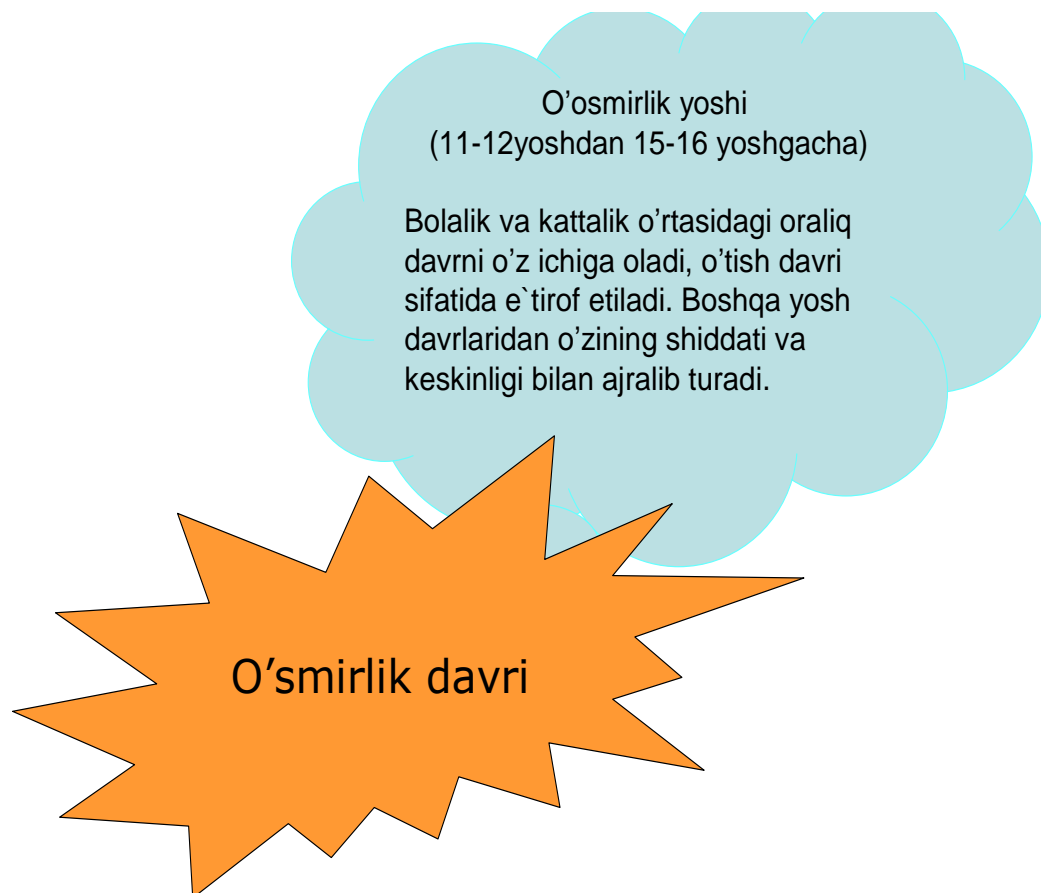 O’osmirlik yoshi
(11-12yoshdan 15-16 yoshgacha)
Bolalik va kattalik o’rtasidagi oraliq
davrni o’z ichiga oladi, o’tish davri
sifatida e`tirof etiladi. Boshqa yosh
davrlaridan o’zining shiddati va
keskinligi bilan ajralib turadi.
O’smirlik davri